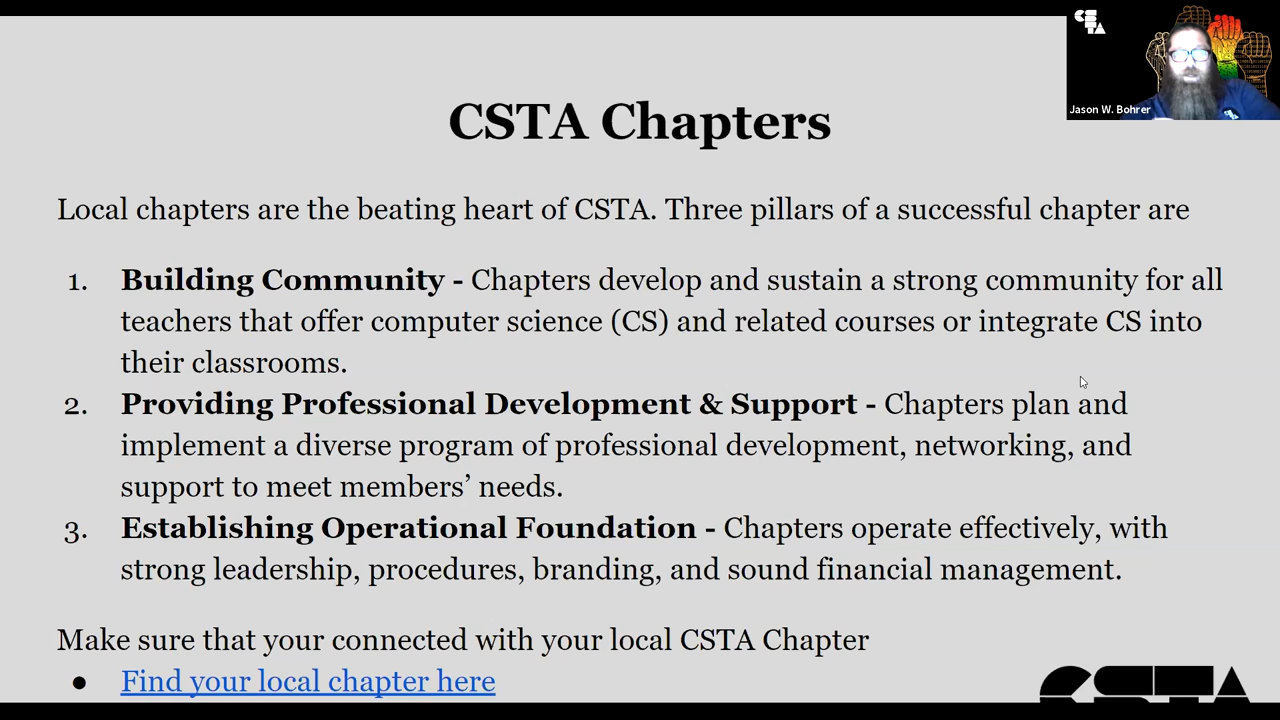 CSTA
Jason W. Bohrer
CSTA Chapters
Local chapters are the beating heart of CSTA. Three pillars of a successful chapter are
1. Building Community - Chapters develop and sustain a strong community for all
teachers that offer computer science (CS) and related courses or integrate CS into
their classrooms.
2. Providing Professional Development & Support - Chapters plan and
implement a diverse program of professional development, networking, and
support to meet members’ needs.
3. Establishing Operational Foundation - Chapters operate effectively, with
strong leadership, procedures, branding, and sound financial management.
Make sure that your connected with your local CSTA Chapter
● Find your local chapter here
CSTA